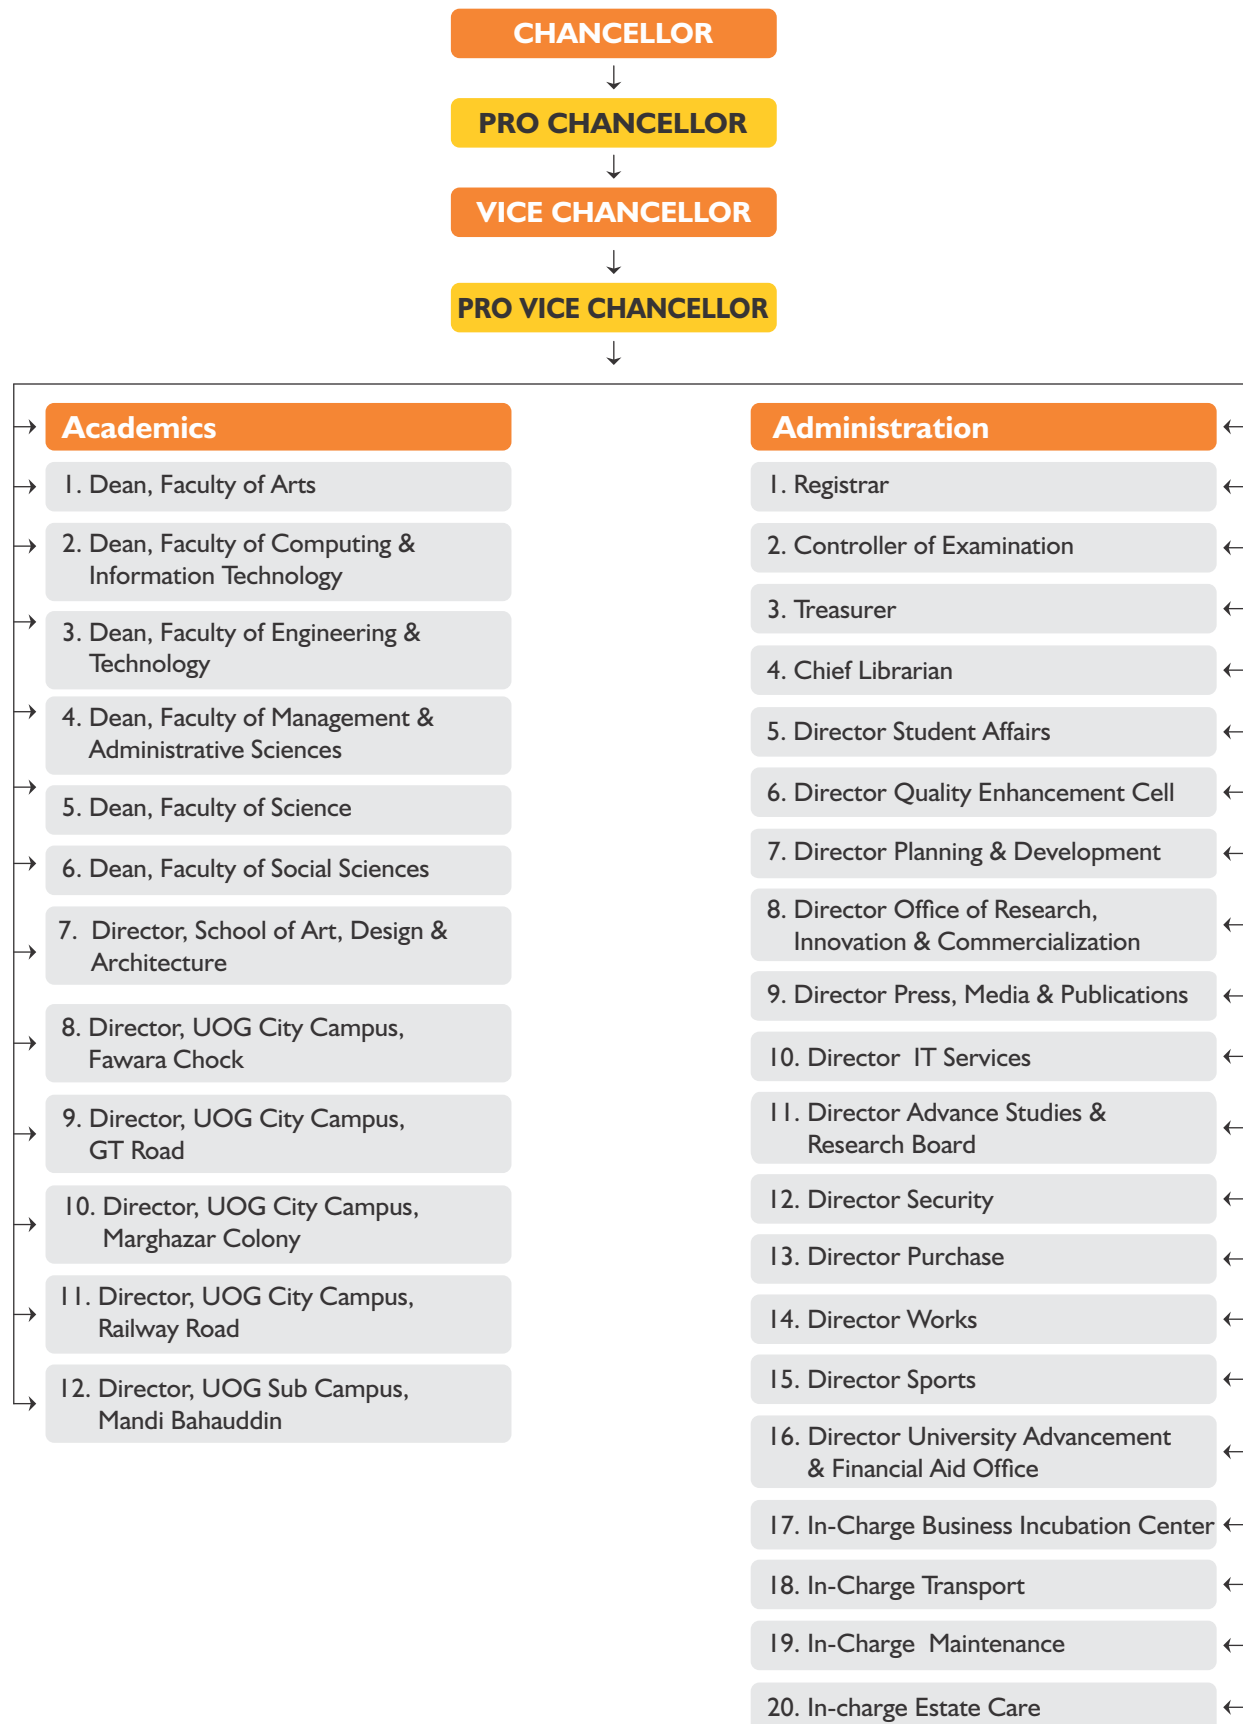 CHANCELLOR
PRO CHANCELLOR
VICE CHANCELLOR
PRO VICE CHANCELLOR
Academics
1. Dean, Faculty of Arts
2. Dean, Faculty of Computing &
Information Technology
3. Dean, Faculty of Engineering &
Technology
4. Dean, Faculty of Management &
Administrative Sciences
5. Dean, Faculty of Science
6. Dean, Faculty of Social Sciences
7. Director, School of Art, Design &
Architecture
8. Director, UOG City Campus,
Fawara Chock
9. Director, UOG City Campus,
GT Road
10. Director, UOG City Campus,
Marghazar Colony
11. Director, UOG City Campus,
Railway Road
12. Director, UOG Sub Campus,
Mandi Bahauddin
Administration
1. Registrar
2. Controller of Examination
3. Treasurer
4. Chief Librarian
5. Director Student Affairs
6. Director Quality Enhancement Cell
7. Director Planning & Development
8. Director Office of Research,
Innovation & Commercialization
9. Director Press, Media & Publications
10. Director IT Services
11. Director Advance Studies &
Research Board
12. Director Security
13. Director Purchase
14. Director Works
15. Director Sports
16. Director University Advancement
& Financial Aid Office
17. In-Charge Business Incubation Center
18. In-Charge Transport
19. In-Charge Maintenance
20. In-charge Estate Care